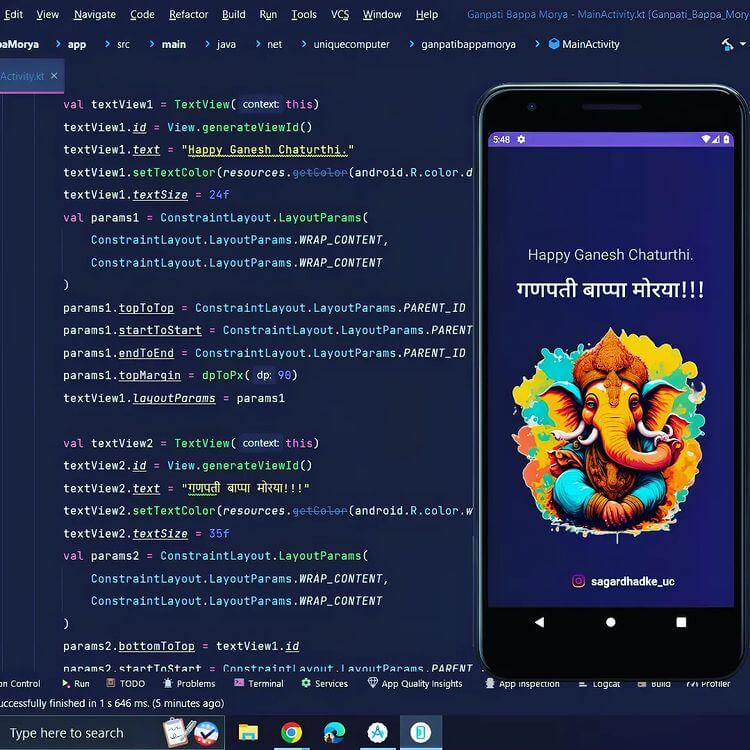 Edit View Navigate Code Refactor Build Run Tools VCS Window Help Ganpati Bappa Morya - MainActivity.kt [Ganpati_Bappa_Mory
paMorya > app > src > main > java > net > uniquecomputer > ganpatibappamorya > MainActivity
Activity.kt ×
val textView1 = TextView( context: this)
textView1.id = View.generateViewId()
textView1.text = "Happy Ganesh Chaturthi."
textView1.setTextColor(resources.getColor(android.R.color.d
textView1.textSize = 24f
val params1 = ConstraintLayout.LayoutParams(
ConstraintLayout.LayoutParams.WRAP_CONTENT,
ConstraintLayout.LayoutParams.WRAP_CONTENT
)
params1.topToTop = ConstraintLayout.LayoutParams.PARENT_ID
params1.startToStart = ConstraintLayout.LayoutParams.PARENT
params1.endToEnd = ConstraintLayout.LayoutParams.PARENT_ID
params1.topMargin = dpToPx( dp: 90)
textView1.layoutParams = params1
val textView2 = TextView( context: this)
textView2.id = View.generateViewId()
textView2.text = "गणपती बाप्पा मोरया!!!"
textView2.setTextColor(resources.getColor(android.R.color.w
textView2.textSize = 35f
val params2 = ConstraintLayout.LayoutParams(
ConstraintLayout.LayoutParams.WRAP_CONTENT,
ConstraintLayout.LayoutParams.WRAP_CONTENT
)
params2.bottomToTop = textView1.id
params2.startToStart = ConstraintLayout.LayoutParams.PARENT
5:48
Happy Ganesh Chaturthi.
गणपती बाप्पा मोरया!!!
sagardhadke_uc
on Control Run TODO Problems Terminal Services App Quality Insights App Inspection Logcat Build Profiler
uccessfully finished in 1 s 646 ms. (5 minutes ago)
Type here to search